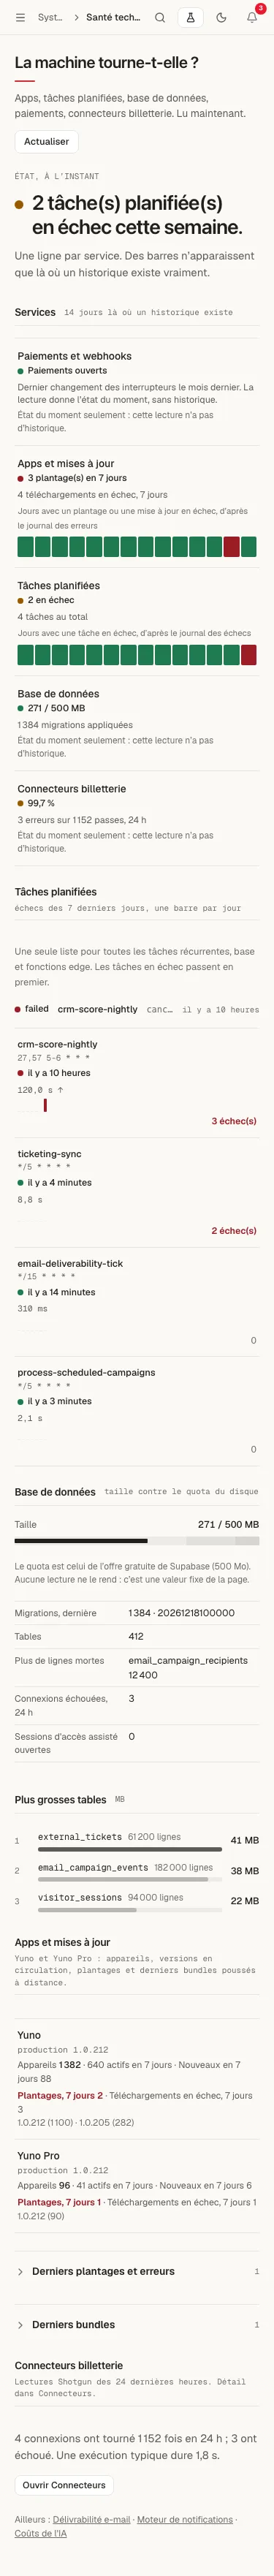 Syst...
Santé tech...
3
La machine tourne-t-elle ?
Apps, tâches planifiées, base de données,
paiements, connecteurs billetterie. Lu maintenant.
Actualiser
ÉTAT, À L'INSTANT
2 tâche(s) planifiée(s)
en échec cette semaine.
Une ligne par service. Des barres n'apparaissent
que là où un historique existe vraiment.
Services 14 jours là où un historique existe
Paiements et webhooks
Paiements ouverts
Dernier changement des interrupteurs le mois dernier. La
lecture donne l'état du moment, sans historique.
État du moment seulement : cette lecture n'a pas
d'historique.
Apps et mises à jour
3 plantage(s) en 7 jours
4 téléchargements en échec, 7 jours
Jours avec un plantage ou une mise à jour en échec, d'après
le journal des erreurs
Tâches planifiées
2 en échec
4 tâches au total
Jours avec une tâche en échec, d'après le journal des échecs
Base de données
271 / 500 MB
1 384 migrations appliquées
État du moment seulement : cette lecture n'a pas
d'historique.
Connecteurs billetterie
99,7 %
3 erreurs sur 1 152 passes, 24 h
État du moment seulement : cette lecture n'a pas
d'historique.
Tâches planifiées
échecs des 7 derniers jours, une barre par jour
Une seule liste pour toutes les tâches récurrentes, base
et fonctions edge. Les tâches en échec passent en
premier.
failed crm-score-nightly canc... il y a 10 heures
crm-score-nightly
27,57 5-6 * * *
il y a 10 heures
120,0 s ↑
3 échec(s)
ticketing-sync
*/5 * * * *
il y a 4 minutes
8,8 s
2 échec(s)
email-deliverability-tick
*/15 * * * *
il y a 14 minutes
310 ms
0
process-scheduled-campaigns
*/5 * * * *
il y a 3 minutes
2,1 s
0
Base de données taille contre le quota du disque
Taille 271 / 500 MB
Le quota est celui de l'offre gratuite de Supabase (500 Mo).
Aucune lecture ne le rend : c'est une valeur fixe de la page.
Migrations, dernière 1 384 · 20261218100000
Tables 412
Plus de lignes mortes email_campaign_recipients
12 400
Connexions échouées, 3
24 h
Sessions d'accès assisté 0
ouvertes
Plus grosses tables MB
1 external_tickets 61 200 lignes 41 MB
2 email_campaign_events 182 000 lignes 38 MB
3 visitor_sessions 94 000 lignes 22 MB
Apps et mises à jour
Yuno et Yuno Pro : appareils, versions en
circulation, plantages et derniers bundles poussés
à distance.
Yuno
production 1.0.212
Appareils 1 382 · 640 actifs en 7 jours · Nouveaux en 7
jours 88
Plantages, 7 jours 2 · Téléchargements en échec, 7 jours
3
1.0.212 (1 100) · 1.0.205 (282)
Yuno Pro
production 1.0.212
Appareils 96 · 41 actifs en 7 jours · Nouveaux en 7 jours 6
Plantages, 7 jours 1 · Téléchargements en échec, 7 jours 1
1.0.212 (90)
Derniers plantages et erreurs 1
Derniers bundles 1
Connecteurs billetterie
Lectures Shotgun des 24 dernières heures. Détail
dans Connecteurs.
4 connexions ont tourné 1 152 fois en 24 h ; 3 ont
échoué. Une exécution typique dure 1,8 s.
Ouvrir Connecteurs
Ailleurs : Délivrabilité e-mail · Moteur de notifications ·
Coûts de l'IA